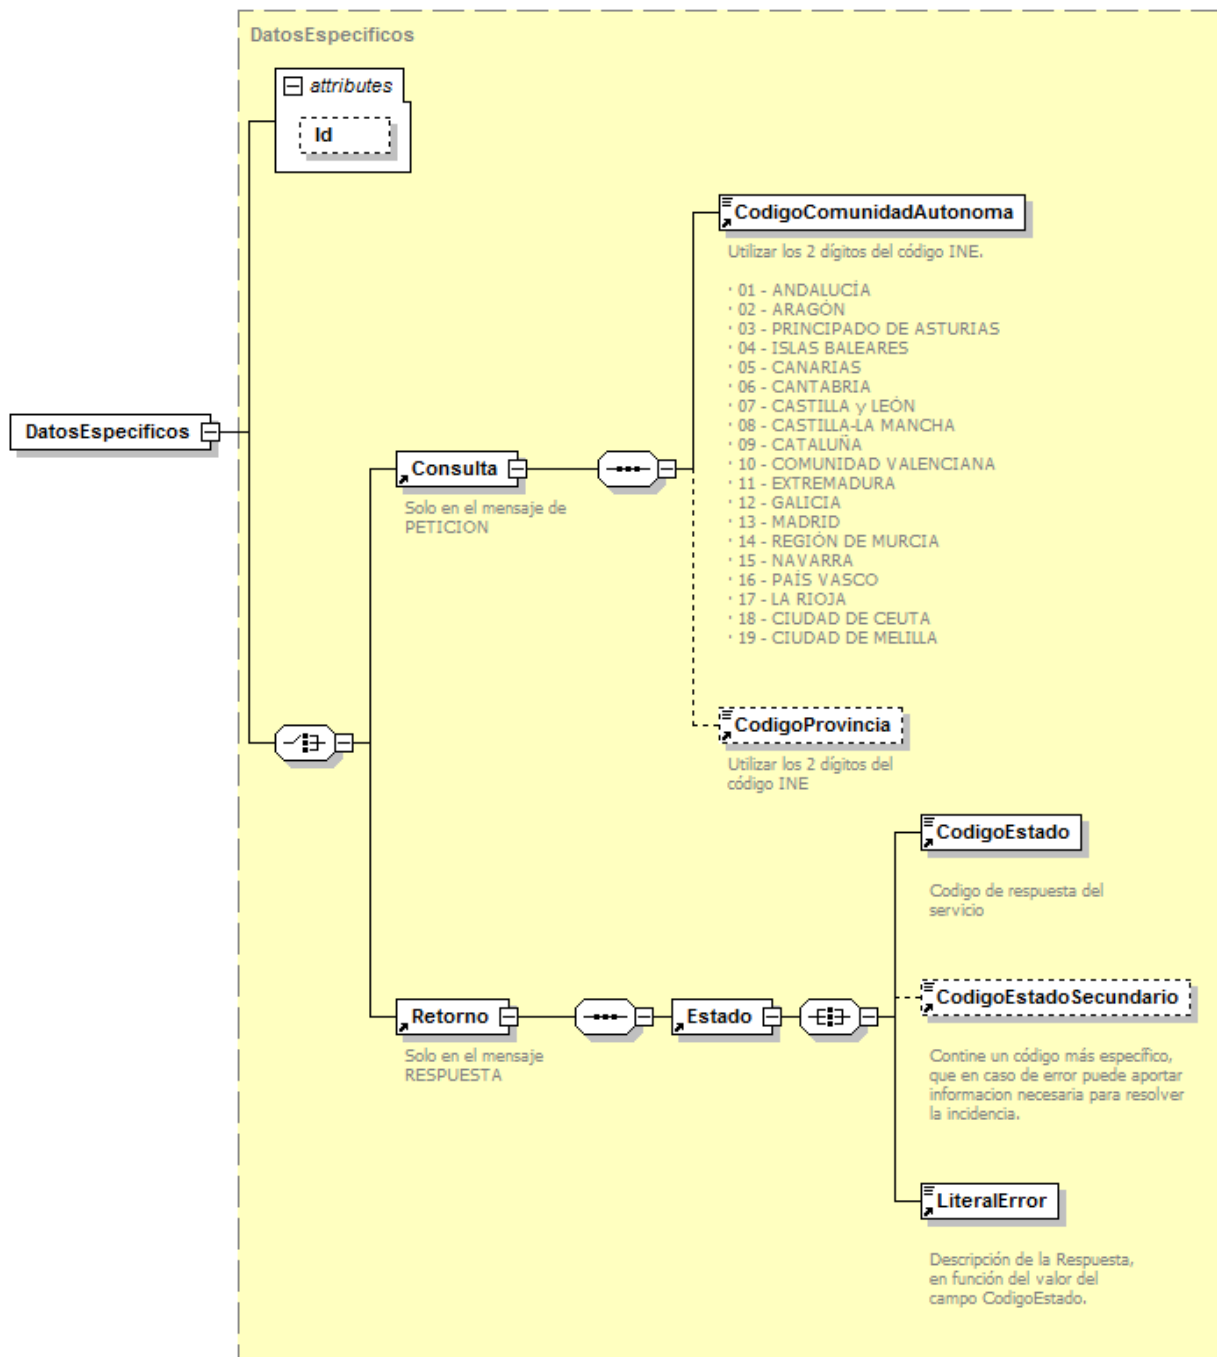 DatosEspecificos
attributes
Id
CodigoComunidadAutonoma
Utilizar los 2 dígitos del código INE.
· 01 - ANDALUCÍA
· 02 - ARAGÓN
· 03 - PRINCIPADO DE ASTURIAS
· 04 - ISLAS BALEARES
· 05 - CANARIAS
· 06 - CANTABRIA
· 07 - CASTILLA y LEÓN
· 08 - CASTILLA-LA MANCHA
· 09 - CATALUÑA
· 10 - COMUNIDAD VALENCIANA
· 11 - EXTREMADURA
· 12 - GALICIA
· 13 - MADRID
· 14 - REGIÓN DE MURCIA
· 15 - NAVARRA
· 16 - PAÍS VASCO
· 17 - LA RIOJA
· 18 - CIUDAD DE CEUTA
· 19 - CIUDAD DE MELILLA
DatosEspecificos
Consulta
Solo en el mensaje de
PETICION
CodigoProvincia
Utilizar los 2 dígitos del
código INE
CodigoEstado
Codigo de respuesta del
servicio
Retorno
Solo en el mensaje
RESPUESTA
Estado
CodigoEstadoSecundario
Contine un código más específico,
que en caso de error puede aportar
informacion necesaria para resolver
la incidencia.
LiteralError
Descripción de la Respuesta,
en función del valor del
campo CodigoEstado.